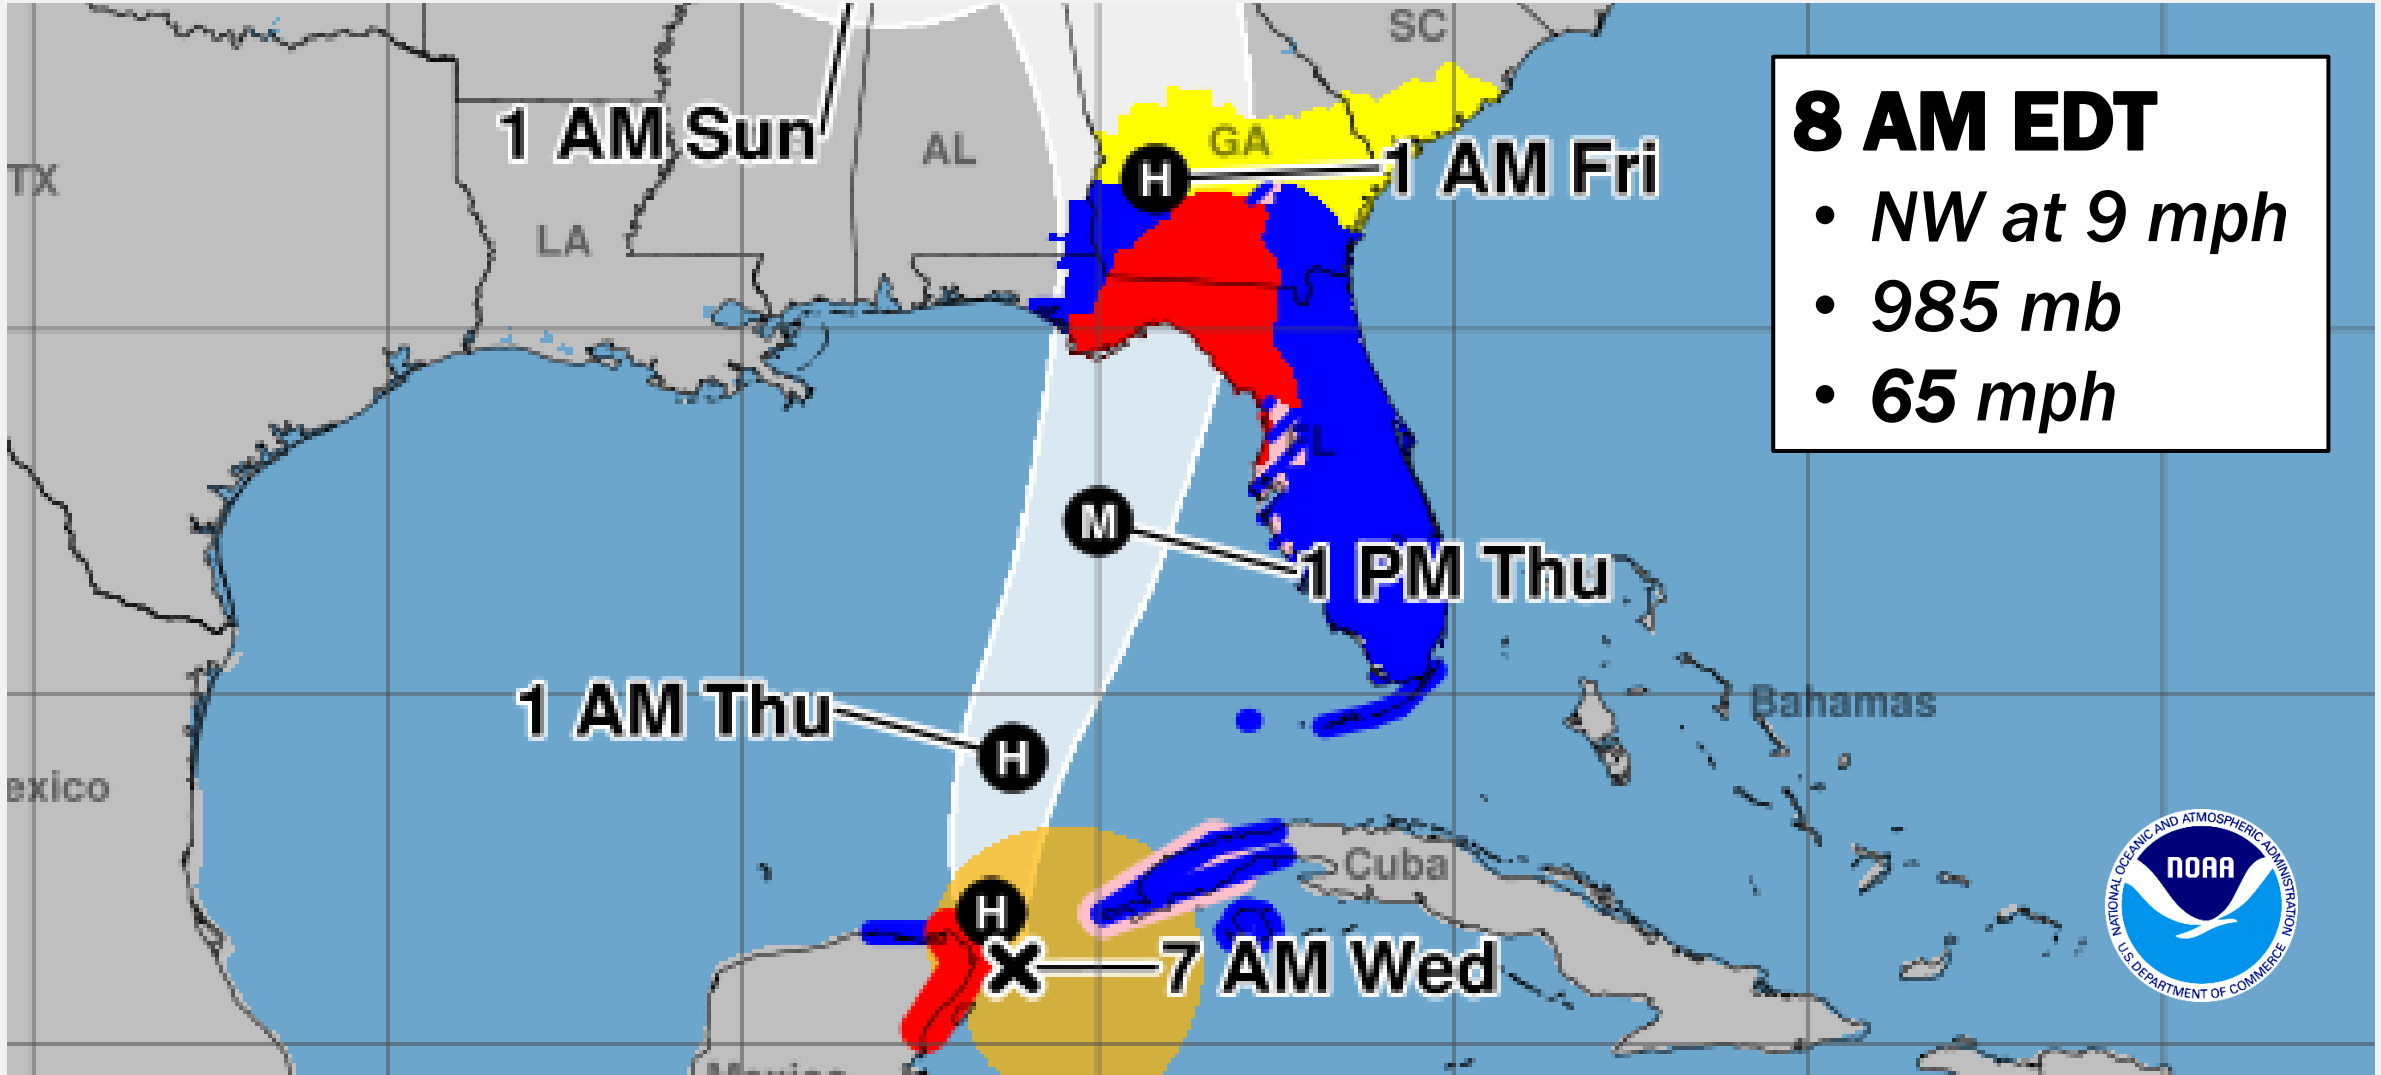 SC
1 AM Sun
AL
GA
1 AM Fri
TX
LA
FL
8 AM EDT
• NW at 9 mph
• 985 mb
• 65 mph
M
H
1 PM Thu
1 AM Thu
H
Bahamas
exico
Cuba
H
7 AM Wed
Mexico
NATIONAL OCEANIC AND ATMOSPHERIC ADMINISTRATION
NOAA
U.S. DEPARTMENT OF COMMERCE